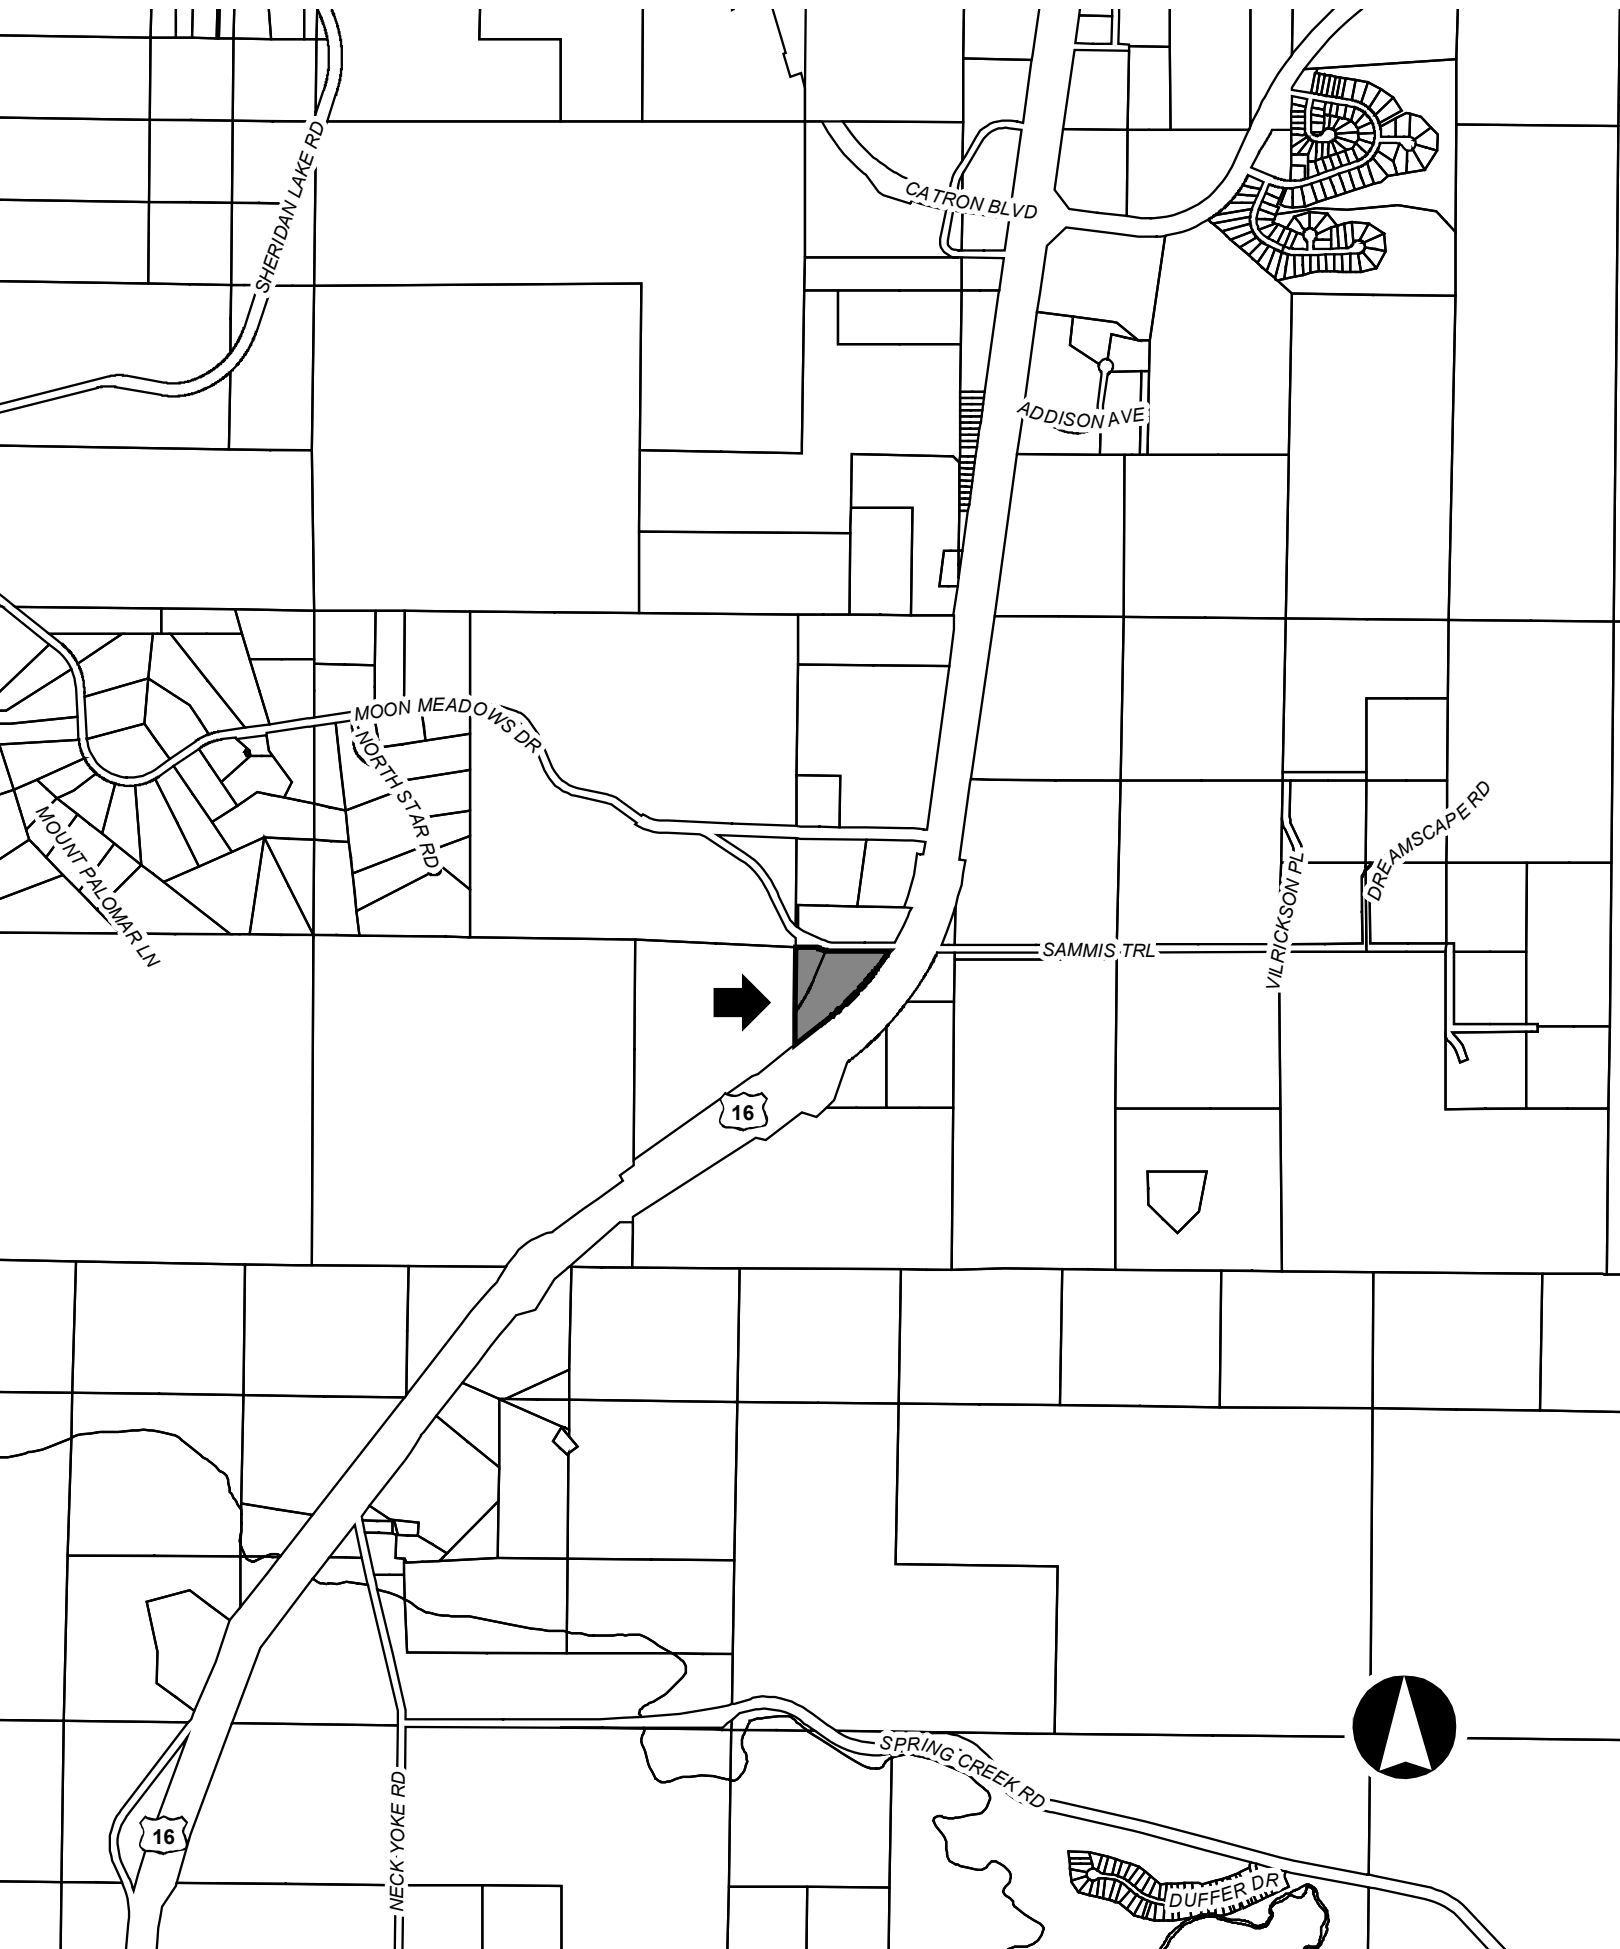 SHERIDAN LAKE RD
CATRON BLVD
ADDISON AVE
MOON MEADOWS DR
NORTH STAR RD
MOUNT PALOMAR LN
DREAMSCAPE RD
VILRICKSON PL
SAMMIS TRL
16
SPRING CREEK RD
NECK YOKE RD
16
DUFFER DR